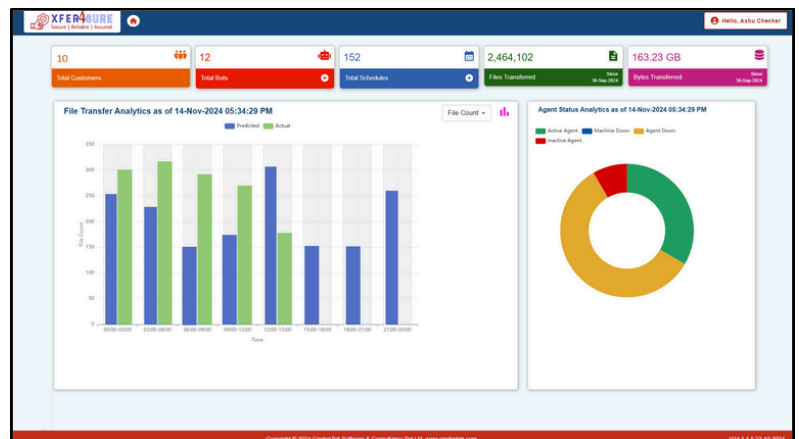 XFER4SURE
Secure | Reliable | Assured
Hello, Ashu Checker
10
Total Customers
12
Total Bots
152
Total Schedules
2,464,102
Files Transferred
Since
30-Sep-2024
163.23 GB
Bytes Transferred
Since
30-Sep-2024
File Transfer Analytics as of 14-Nov-2024 05:34:29 PM
File Count
Predicted
Actual
350
300
250
200
150
100
50
0
File Count
00:00-03:00
03:00-06:00
06:00-09:00
09:00-12:00
12:00-15:00
15:00-18:00
18:00-21:00
21:00-00:00
Time
Agent Status Analytics as of 14-Nov-2024 05:34:29 PM
Active Agent
Machine Down
Agent Down
Inactive Agent